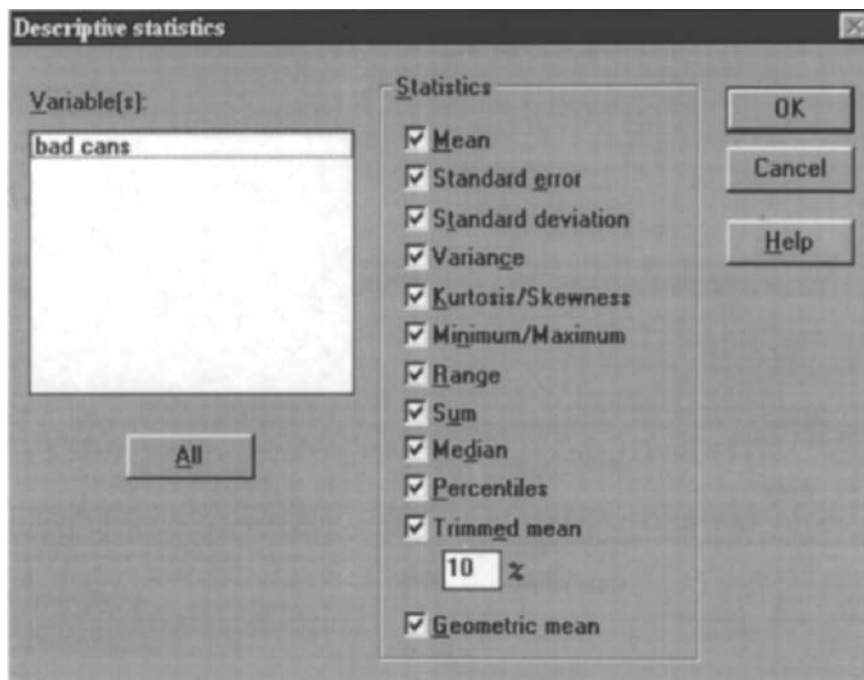 Descriptive statistics
Variable(s):
bad cans
All
Statistics
Mean
Standard error
Standard deviation
Variance
Kurtosis/Skewness
Minimum/Maximum
Range
Sum
Median
Percentiles
Trimmed mean
10 %
Geometric mean
OK
Cancel
Help